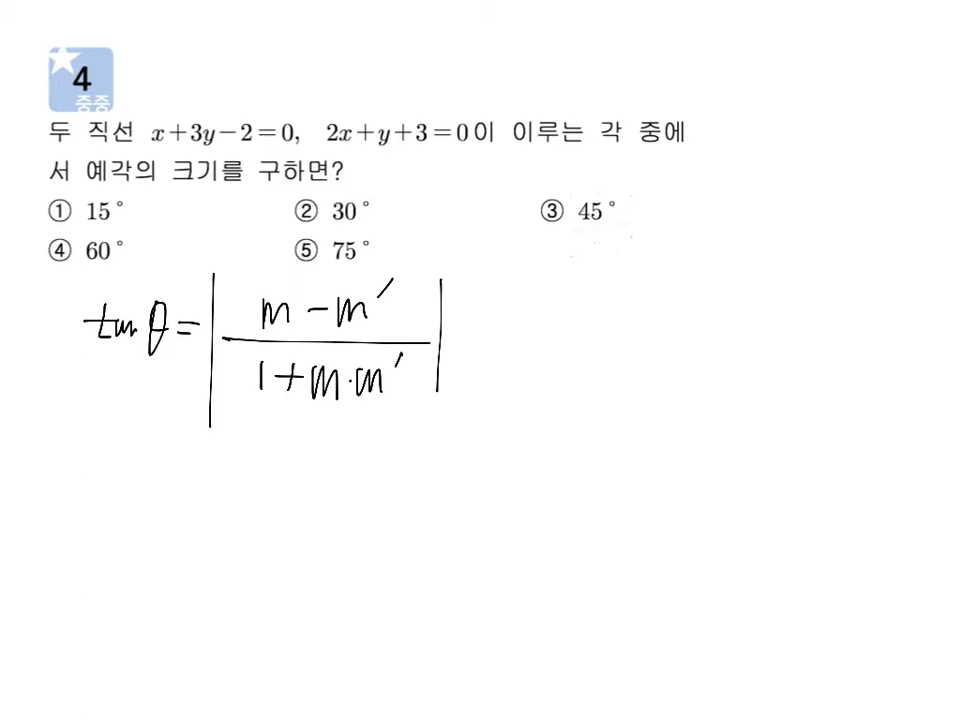 4
중중
두 직선 x+3y-2=0, 2x+y+3=0이 이루는 각 중에
서 예각의 크기를 구하면?
① 15° ② 30° ③ 45°
④ 60° ⑤ 75°
tan θ = | (m - m′) / (1 + m·m′) |